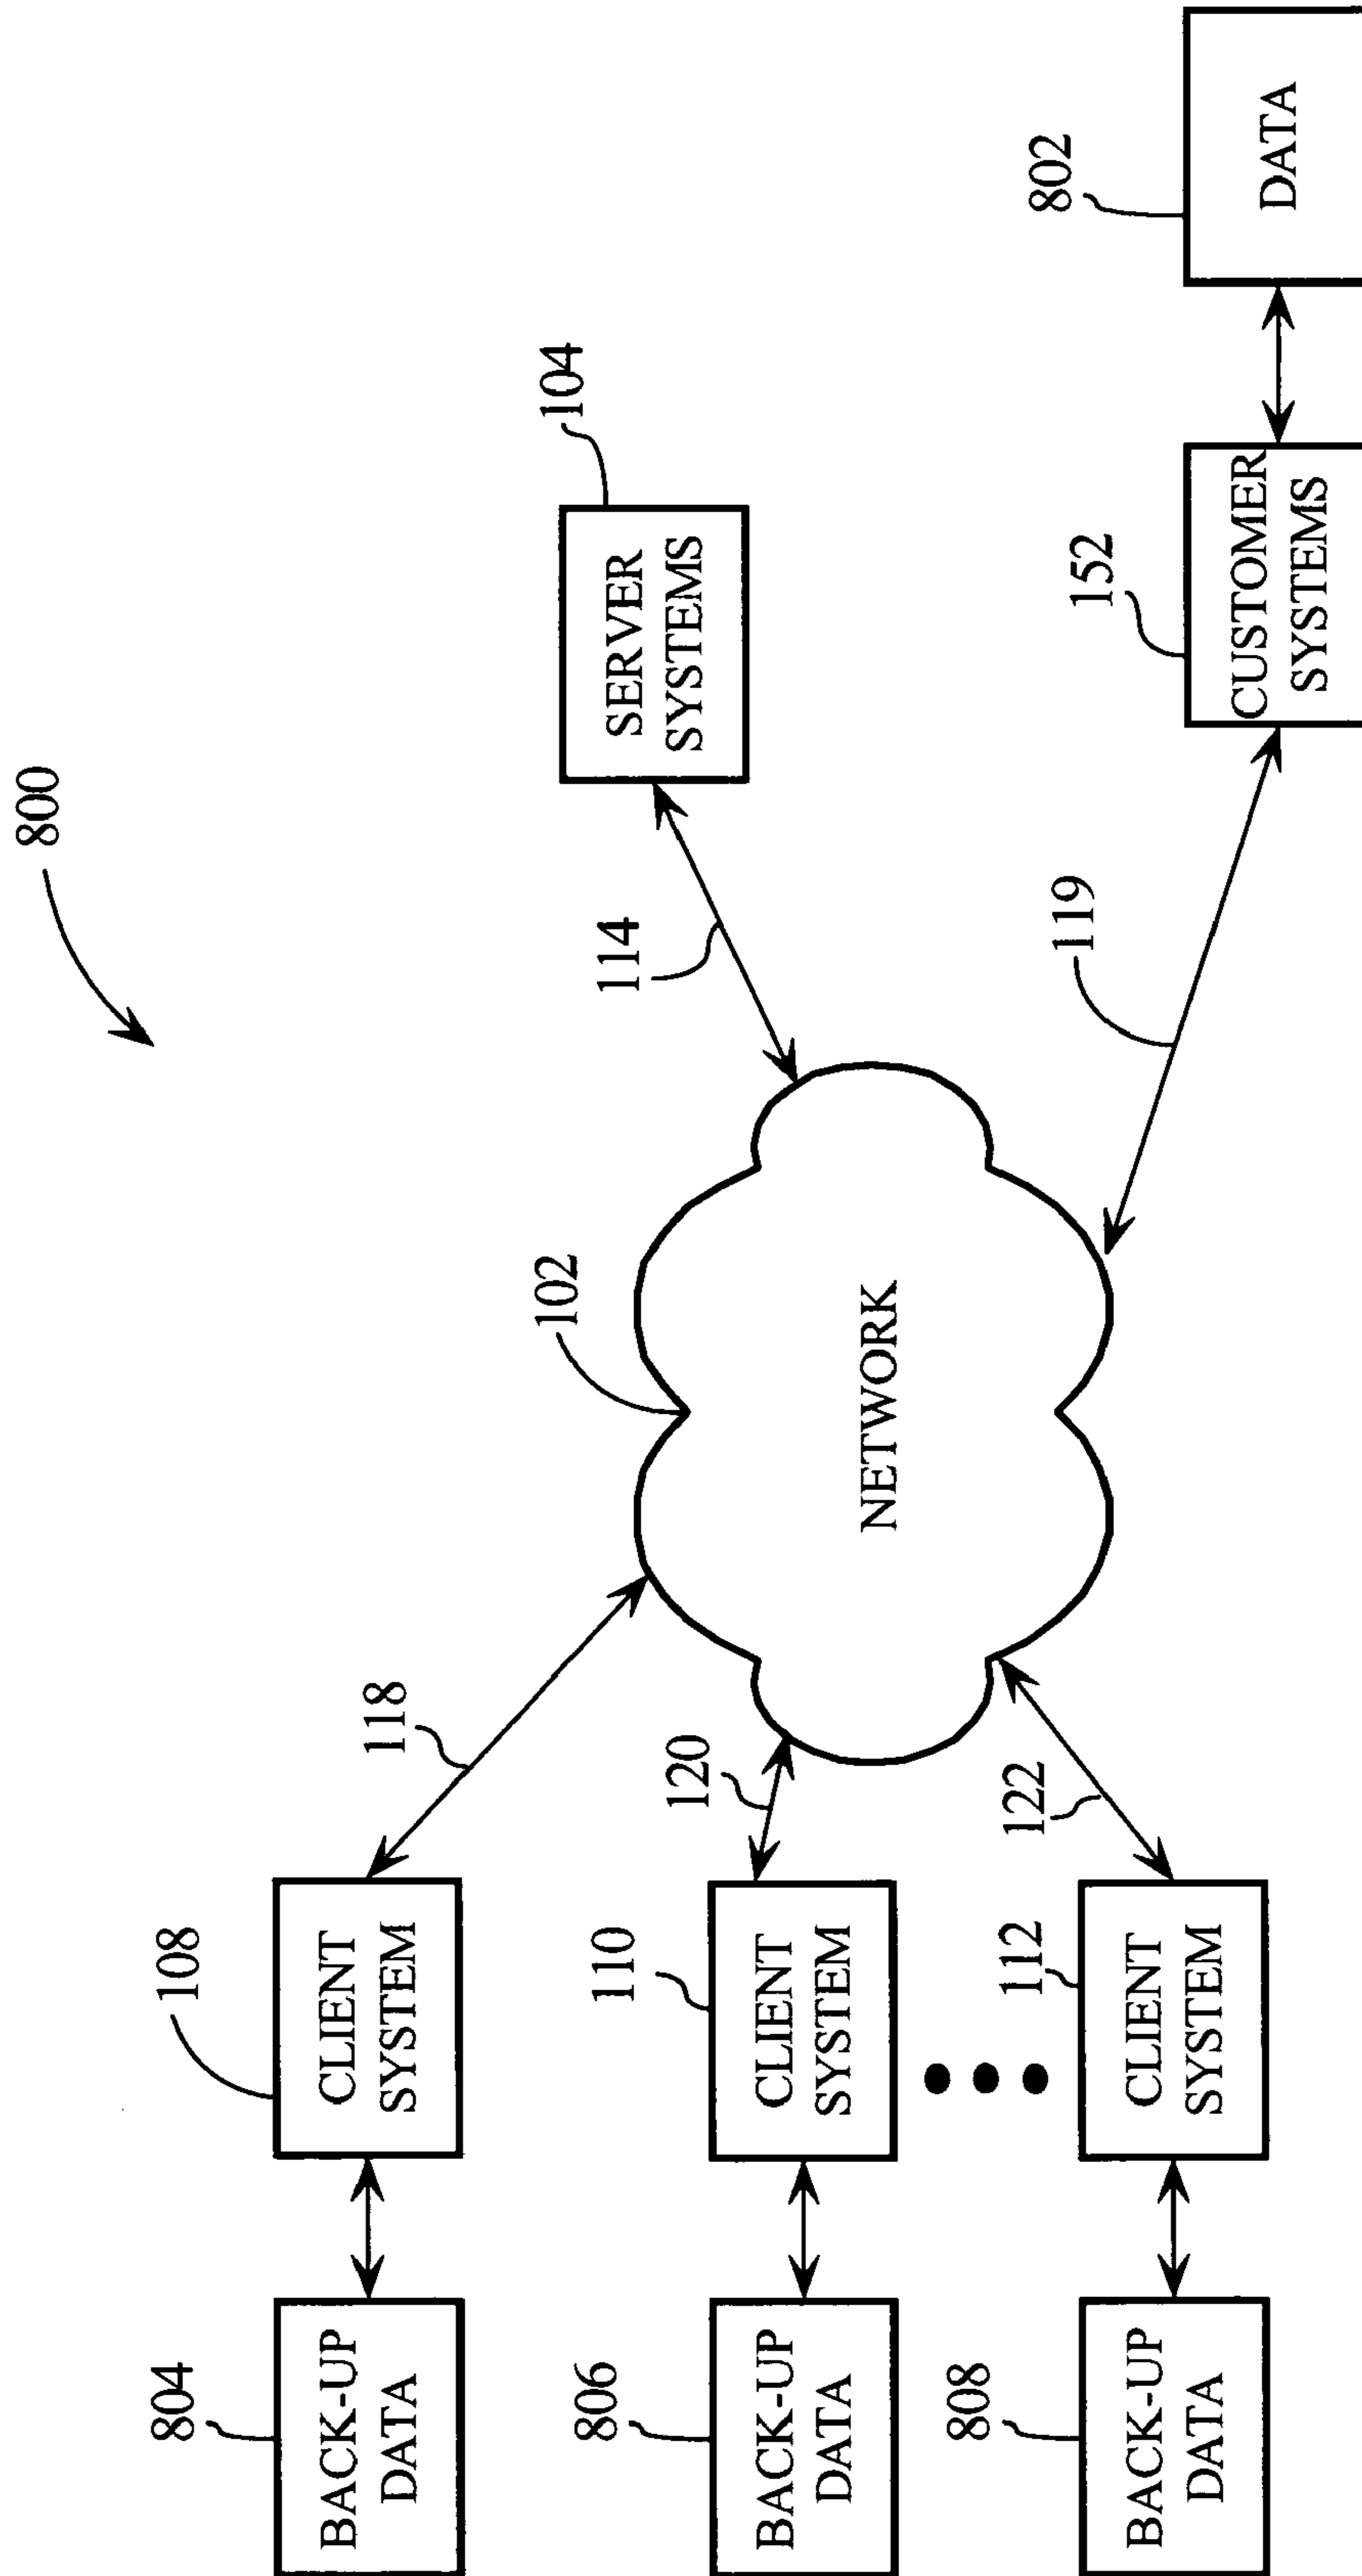 800
804
BACK-UP
DATA
108
CLIENT
SYSTEM
118
102
NETWORK
114
104
SERVER
SYSTEMS
806
BACK-UP
DATA
110
CLIENT
SYSTEM
120
808
BACK-UP
DATA
112
CLIENT
SYSTEM
122
119
152
CUSTOMER
SYSTEMS
802
DATA